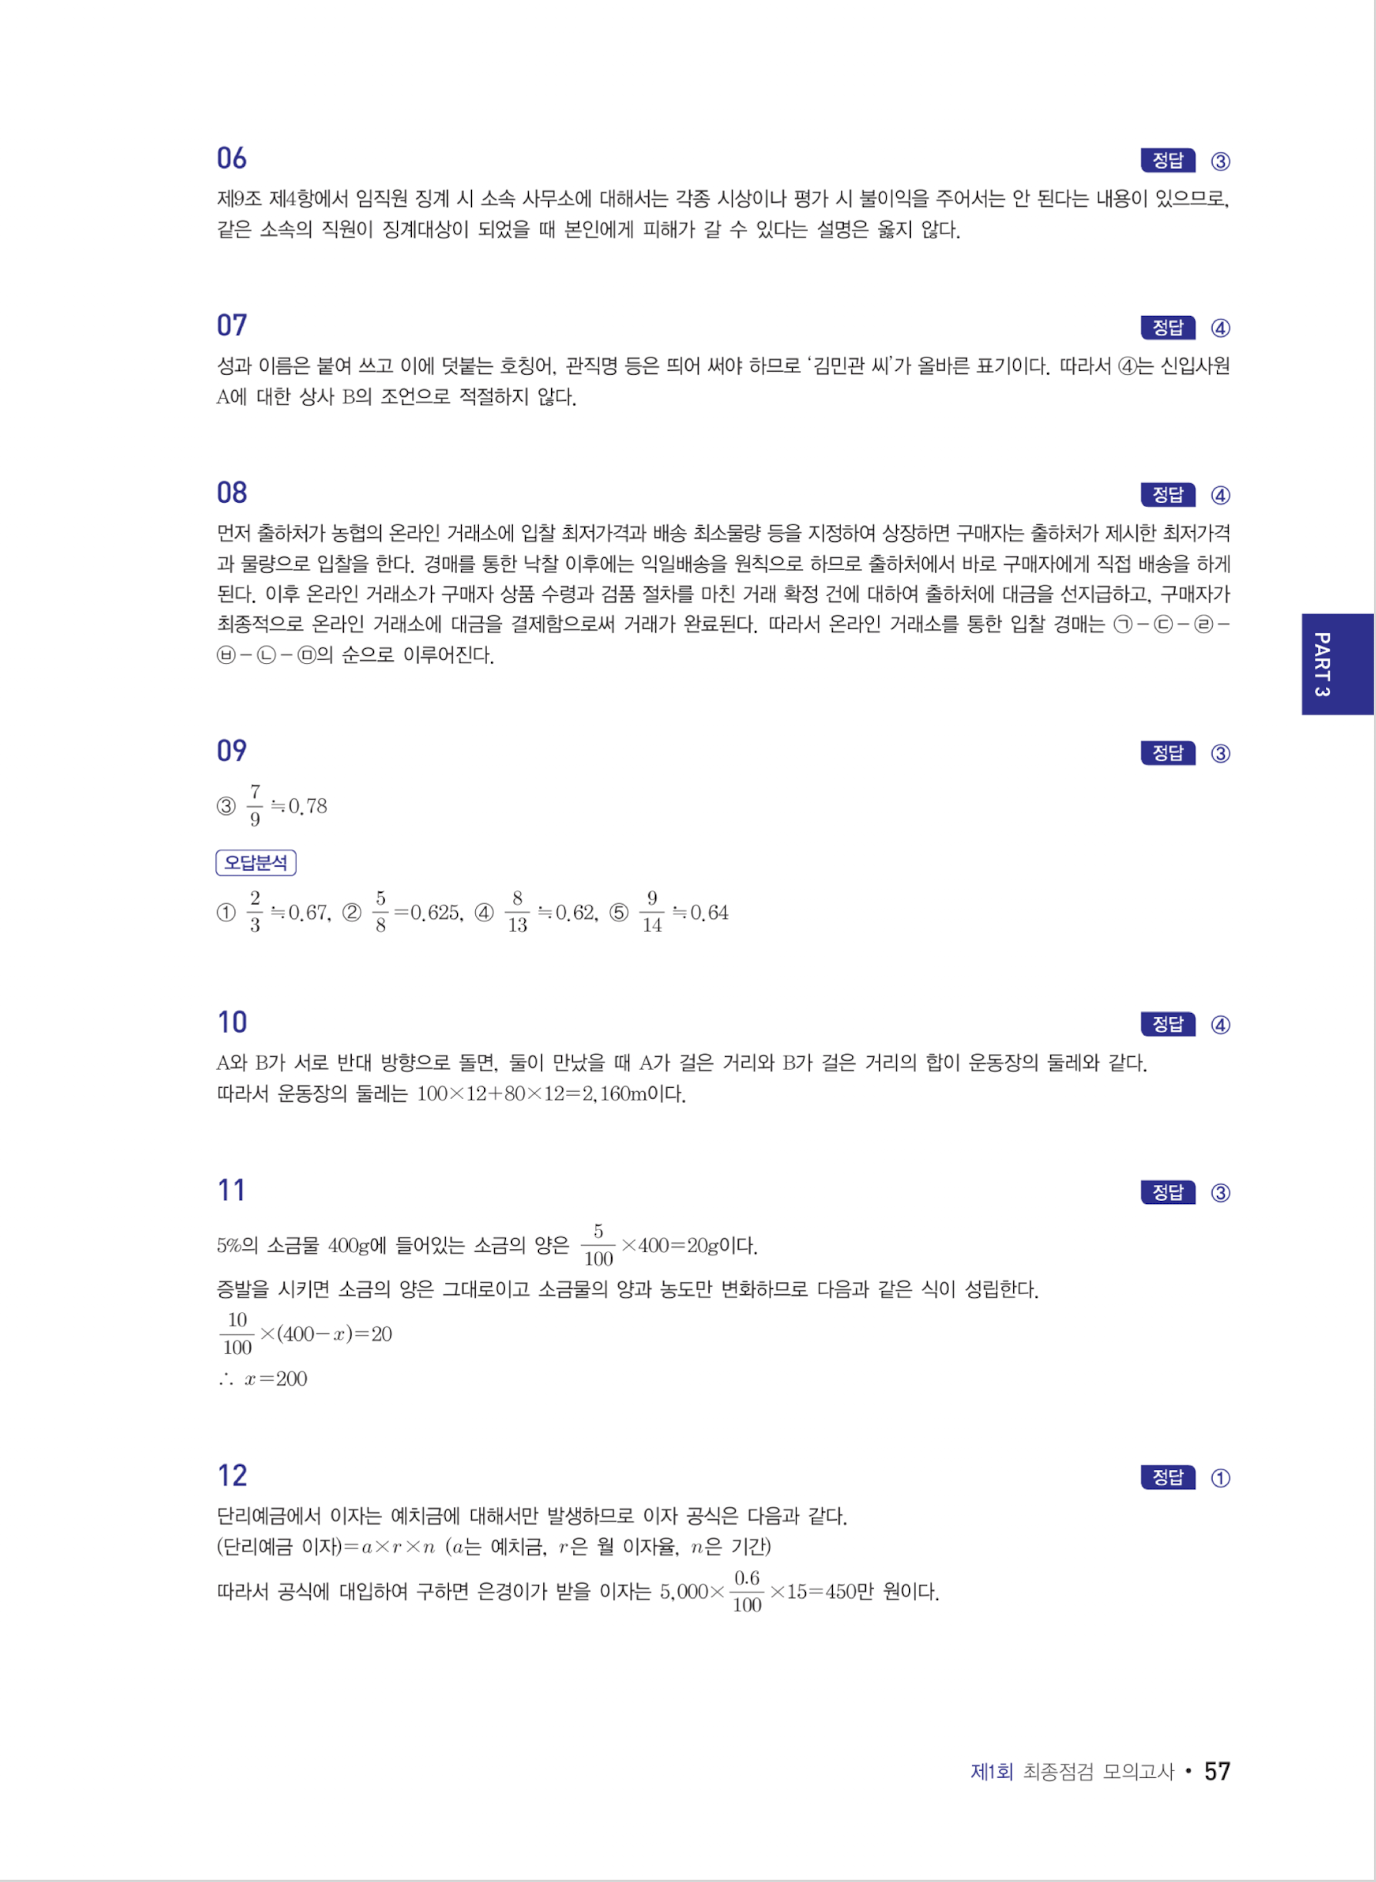 06
정답 ③
제9조 제4항에서 임직원 징계 시 소속 사무소에 대해서는 각종 시상이나 평가 시 불이익을 주어서는 안 된다는 내용이 있으므로,
같은 소속의 직원이 징계대상이 되었을 때 본인에게 피해가 갈 수 있다는 설명은 옳지 않다.
07
정답 ④
성과 이름은 붙여 쓰고 이에 덧붙는 호칭어, 관직명 등은 띄어 써야 하므로 ‘김민관 씨’가 올바른 표기이다. 따라서 ④는 신입사원
A에 대한 상사 B의 조언으로 적절하지 않다.
08
정답 ④
먼저 출하처가 농협의 온라인 거래소에 입찰 최저가격과 배송 최소물량 등을 지정하여 상장하면 구매자는 출하처가 제시한 최저가격
과 물량으로 입찰을 한다. 경매를 통한 낙찰 이후에는 익일배송을 원칙으로 하므로 출하처에서 바로 구매자에게 직접 배송을 하게
된다. 이후 온라인 거래소가 구매자 상품 수령과 검품 절차를 마친 거래 확정 건에 대하여 출하처에 대금을 선지급하고, 구매자가
최종적으로 온라인 거래소에 대금을 결제함으로써 거래가 완료된다. 따라서 온라인 거래소를 통한 입찰 경매는 ㉠-㉢-㉣-
㉥-㉡-㉤의 순으로 이루어진다.
PART 3
09
정답 ③
③ 7/9≒0.78
오답분석
① 2/3≒0.67, ② 5/8=0.625, ④ 8/13≒0.62, ⑤ 9/14≒0.64
10
정답 ④
A와 B가 서로 반대 방향으로 돌면, 둘이 만났을 때 A가 걸은 거리와 B가 걸은 거리의 합이 운동장의 둘레와 같다.
따라서 운동장의 둘레는 100×12+80×12=2,160m이다.
11
정답 ③
5%의 소금물 400g에 들어있는 소금의 양은 5/100×400=20g이다.
증발을 시키면 소금의 양은 그대로이고 소금물의 양과 농도만 변화하므로 다음과 같은 식이 성립한다.
10/100×(400-x)=20
∴ x=200
12
정답 ①
단리예금에서 이자는 예치금에 대해서만 발생하므로 이자 공식은 다음과 같다.
(단리예금 이자)=a×r×n (a는 예치금, r은 월 이자율, n은 기간)
따라서 공식에 대입하여 구하면 은경이가 받을 이자는 5,000×0.6/100×15=450만 원이다.
제1회 최종점검 모의고사 • 57